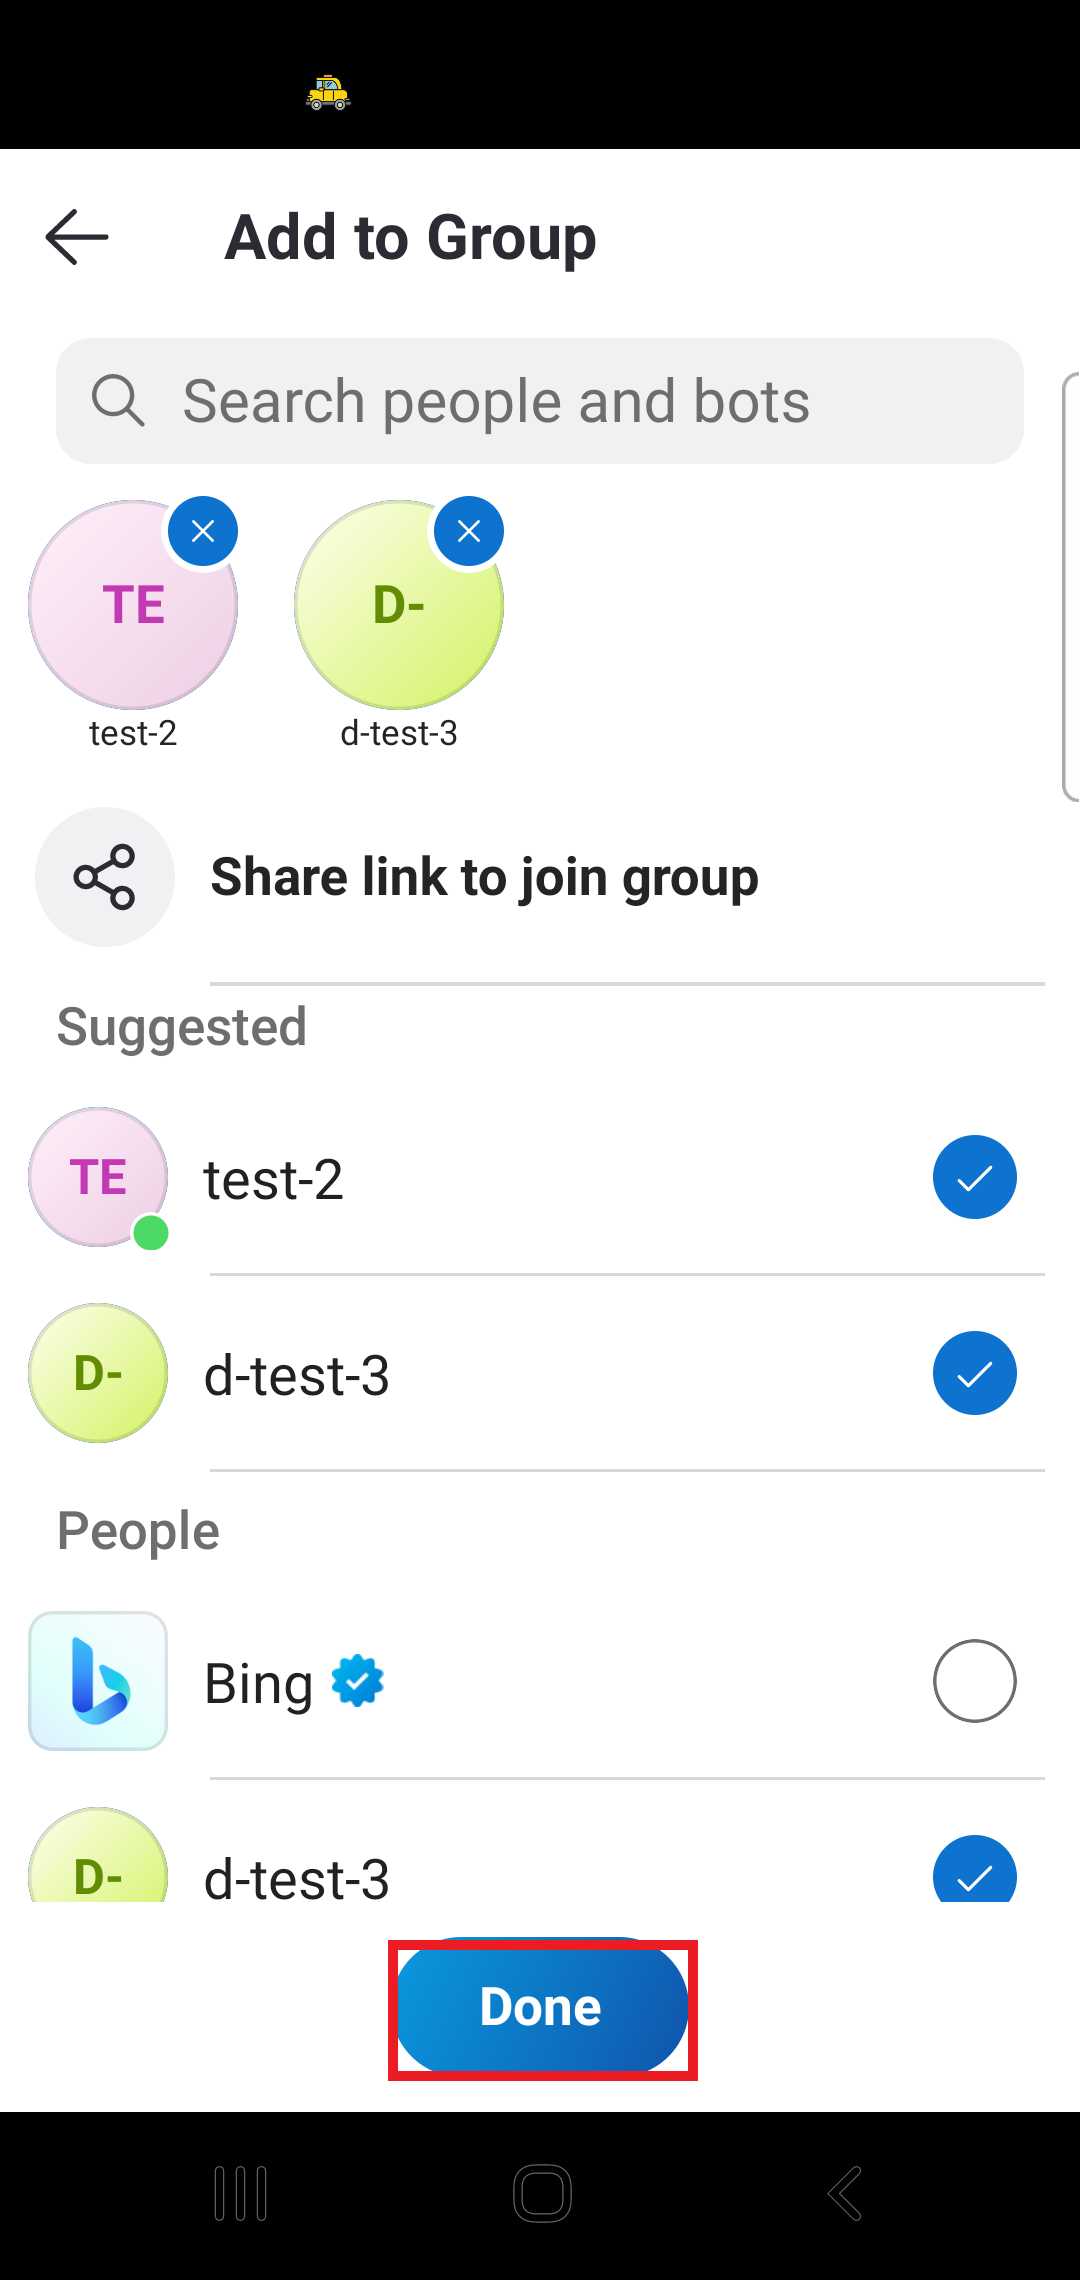 Add to Group
Search people and bots
TE
D-
test-2
d-test-3
Share link to join group
Suggested
TE
test-2
D-
d-test-3
People
Bing
D-
d-test-3
Done